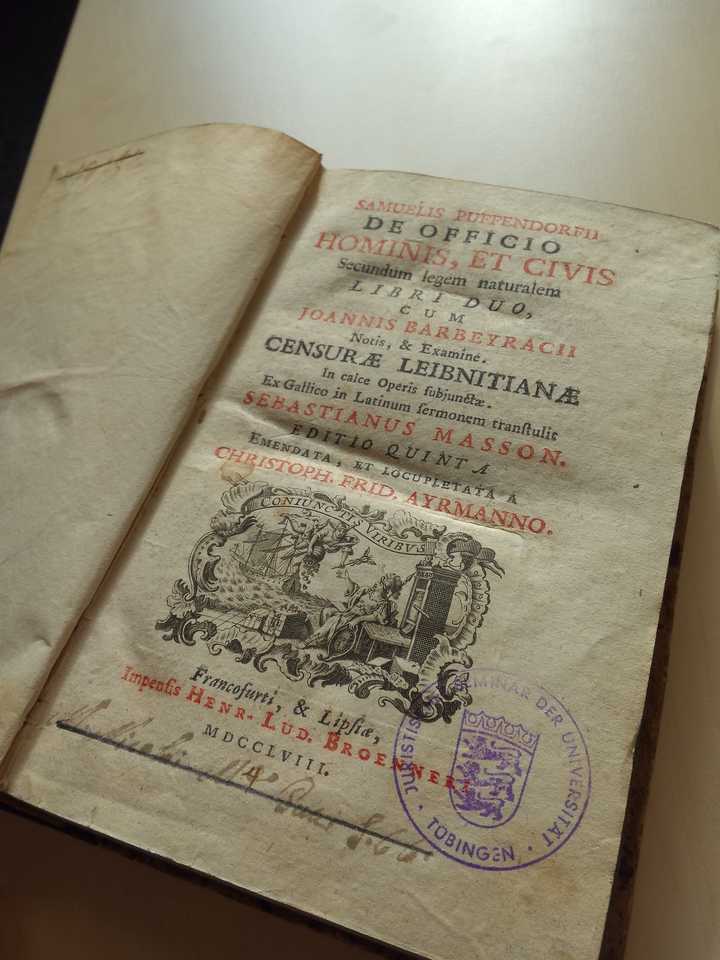 SAMUELIS PUFFENDORFII
DE OFFICIO
HOMINIS, ET CIVIS
Secundum legem naturalem
LIBRI DUO,
CUM
JOANNIS BARBEYRACII
Notis, & Examine.
CENSURÆ LEIBNITIANÆ
In calce Operis ſubjunctæ.
Ex Gallico in Latinum ſermonem tranſtulit
SEBASTIANUS MASSON.
EDITIO QUINTA
EMENDATA, ET LOCUPLETATA A
CHRISTOPH. FRID. AYRMANNO.
CONIUNCTIS VIRIBVS
Francofurti, & Lipſiæ,
Impenſis HENR. LUD. BROENNERI
MDCCLVIII.
JURISTISCHES SEMINAR DER UNIVERSITÄT
TÜBINGEN